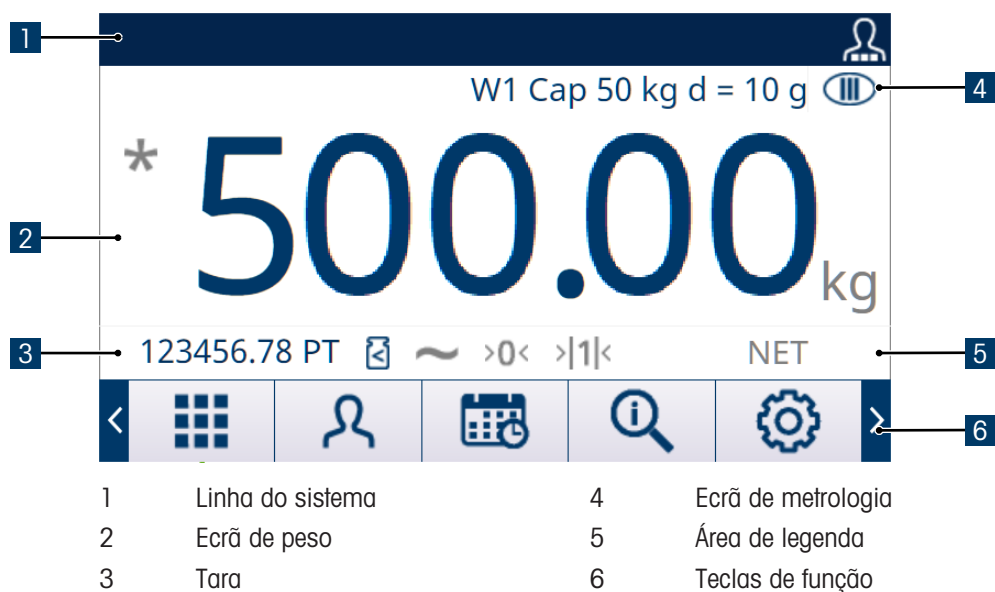 1
W1 Cap 50 kg d = 10 g
4
*
500.00
kg
2
3
123456.78 PT
>0<
>|1|<
NET
5
6
1 Linha do sistema
4 Ecrã de metrologia
2 Ecrã de peso
5 Área de legenda
3 Tara
6 Teclas de função